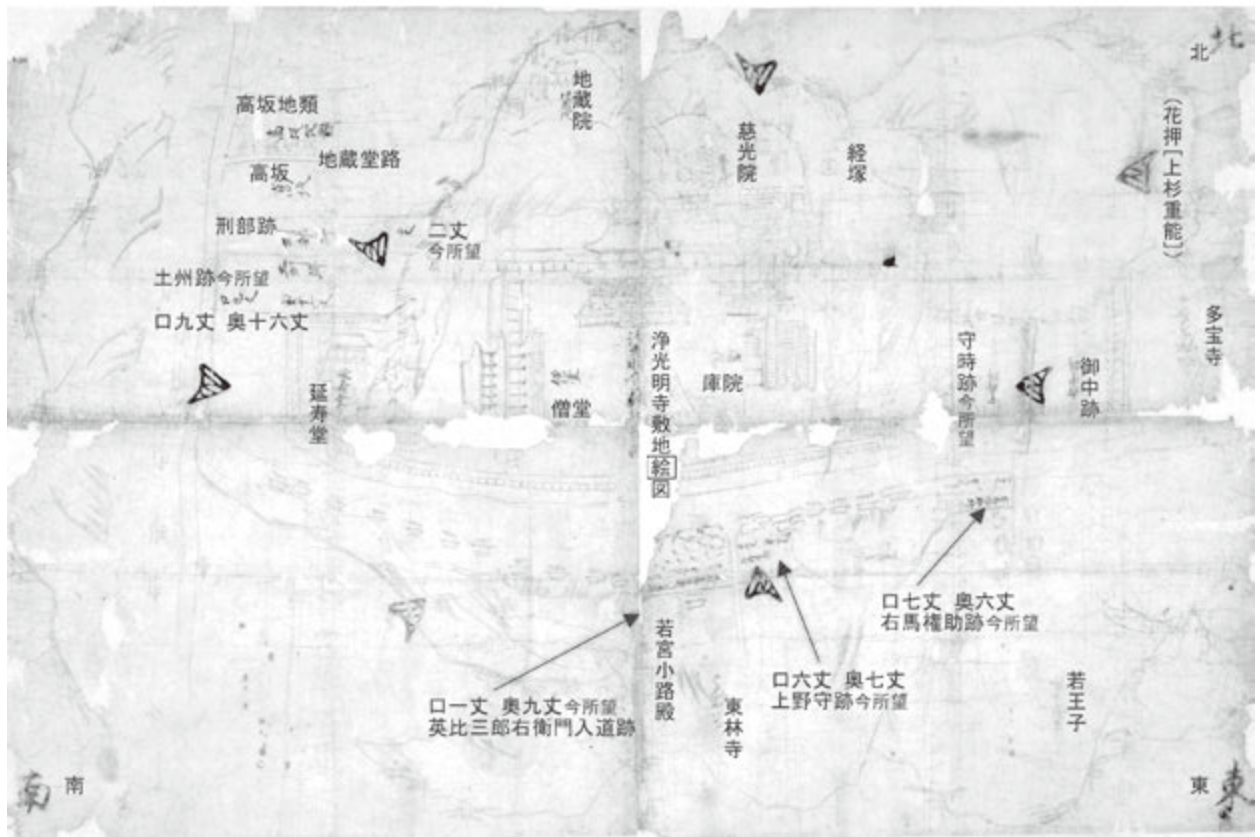 北
北
（花押［上杉重能］）
多宝寺
地蔵院
慈光院
経塚
高坂地類
地蔵堂路
高坂
刑部跡
二丈
今所望
土州跡今所望
口九丈 奥十六丈
延寿堂
僧堂
浄光明寺敷地絵図
庫院
守時跡今所望
御中跡
口七丈 奥六丈
右馬権助跡今所望
口六丈 奥七丈
上野守跡今所望
口一丈 奥九丈今所望
英比三郎右衛門入道跡
若宮小路殿
東林寺
若王子
南
南
東
東